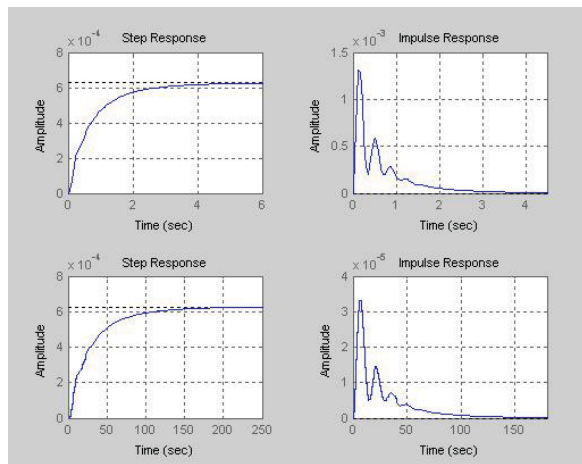 Step Response
8 x 10^-4
6
4
2
0
0 2 4 6
Amplitude
Time (sec)
Impulse Response
1.5 x 10^-3
1
0.5
0
0 1 2 3 4
Amplitude
Time (sec)
Step Response
8 x 10^-4
6
4
2
0
0 50 100 150 200 250
Amplitude
Time (sec)
Impulse Response
4 x 10^-5
3
2
1
0
0 50 100 150
Amplitude
Time (sec)